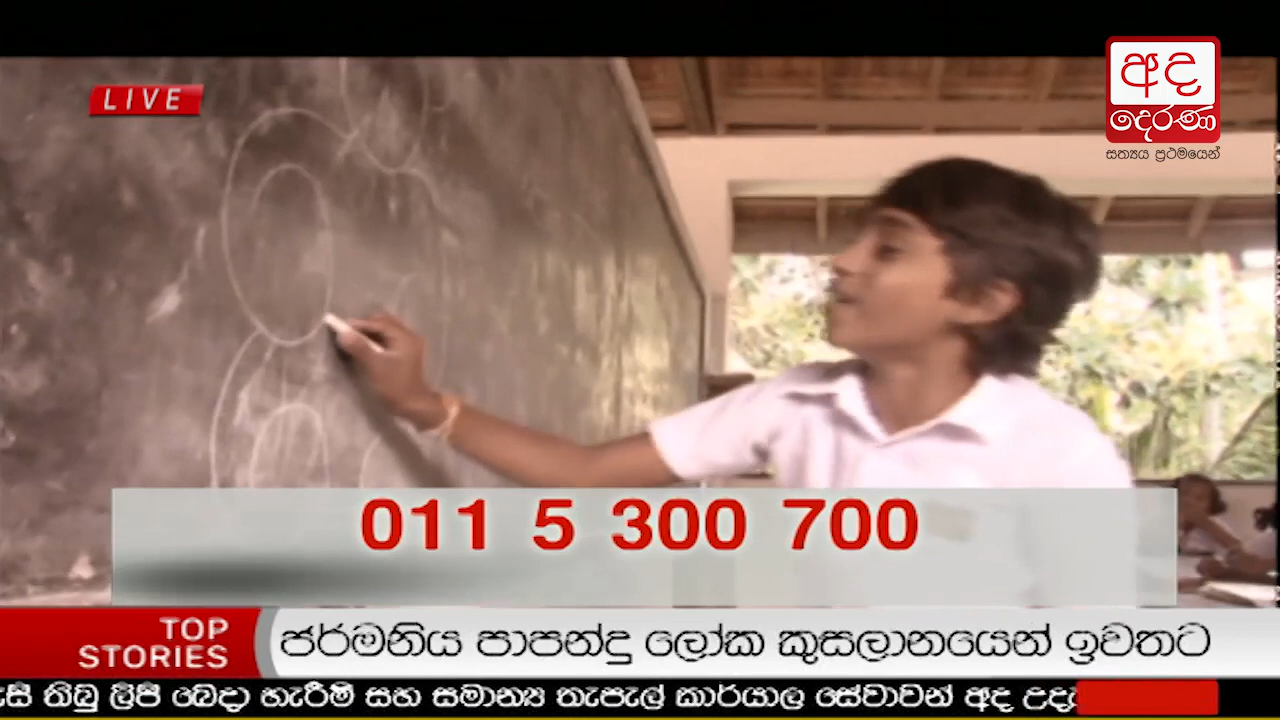 LIVE
අද
දෙරණ
සත්‍යය ප්‍රථමයෙන්
011 5 300 700
TOP
STORIES
ජර්මනිය පාපන්දු ලෝක කුසලානයෙන් ඉවතට
තිබු ලිපි බෙදා හැරීම් සහ සමාන්‍ය තැපැල් කාර්යාල සේවාවන් අද